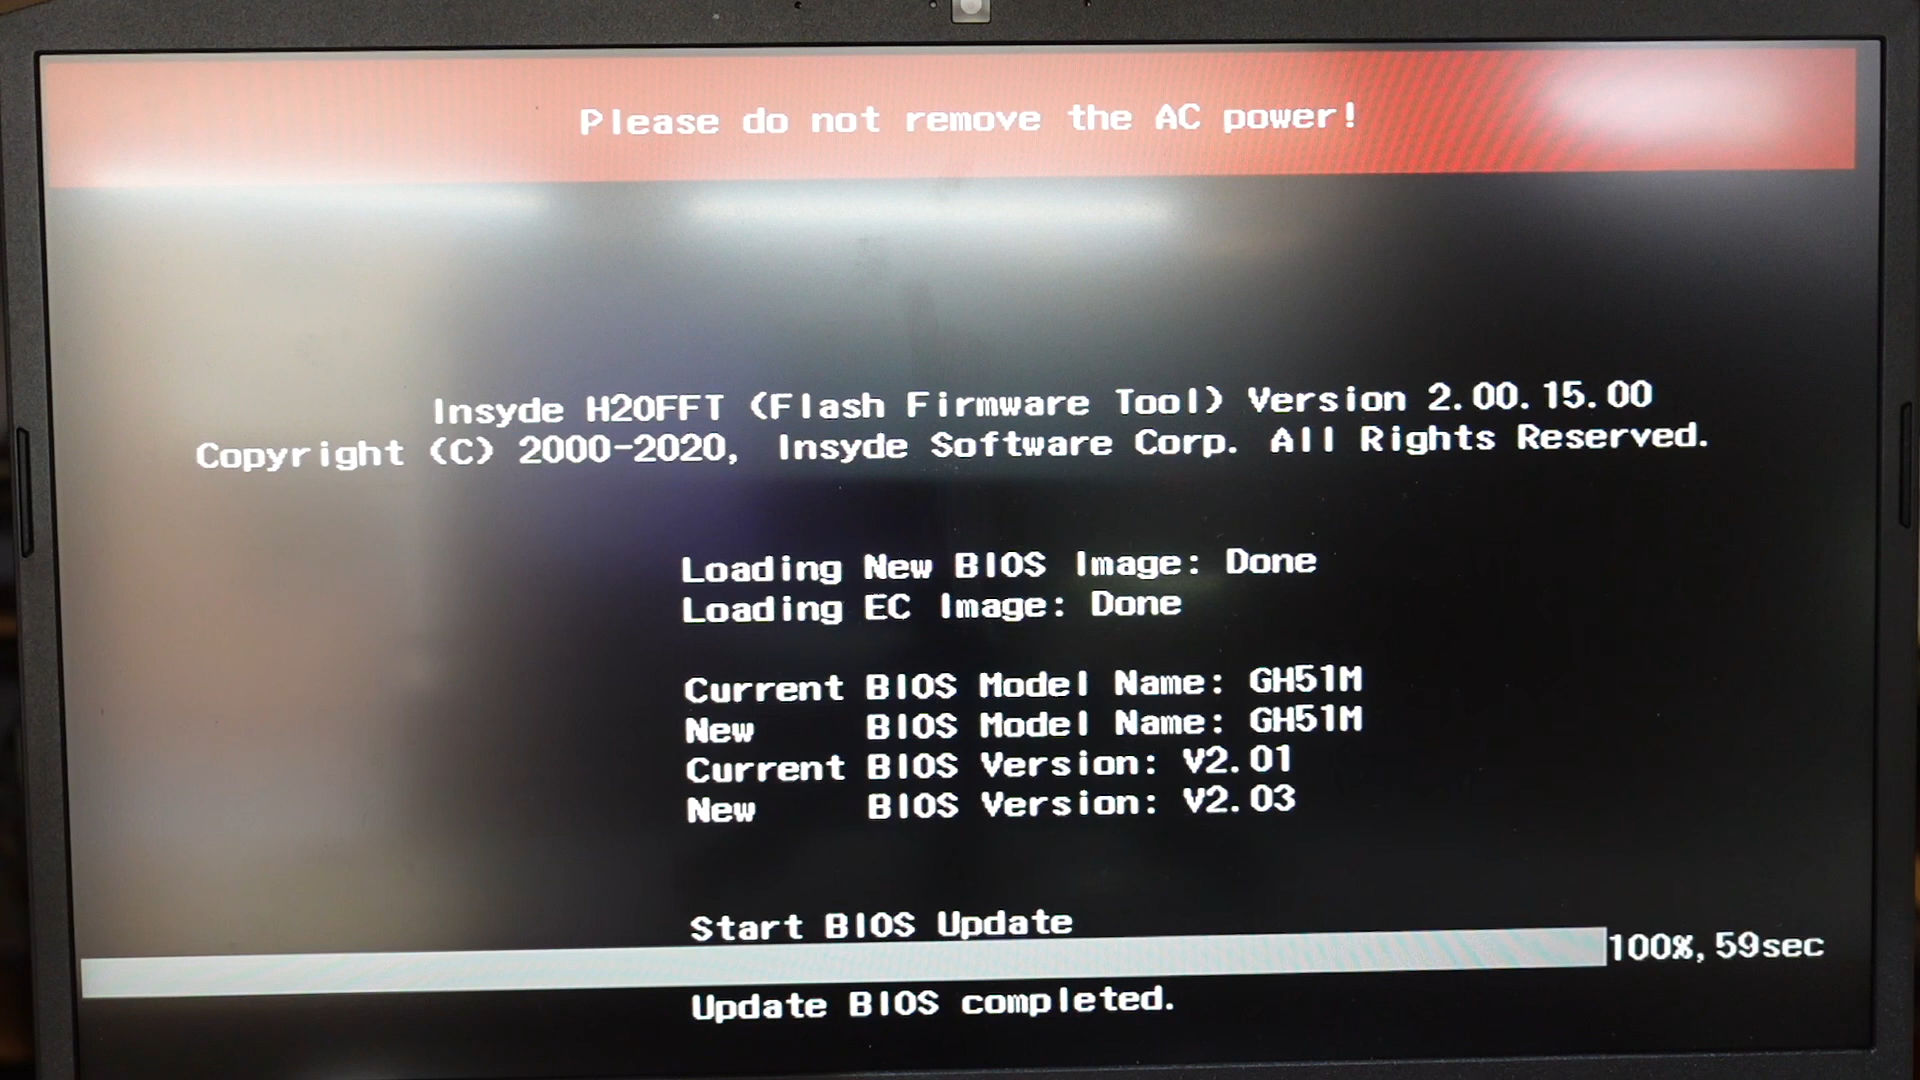 Please do not remove the AC power!
Insyde H2OFFT (Flash Firmware Tool) Version 2.00.15.00
Copyright (C) 2000-2020, Insyde Software Corp. All Rights Reserved.
Loading New BIOS Image: Done
Loading EC Image: Done
Current BIOS Model Name: GH51M
New BIOS Model Name: GH51M
Current BIOS Version: V2.01
New BIOS Version: V2.03
Start BIOS Update
100%, 59sec
Update BIOS completed.